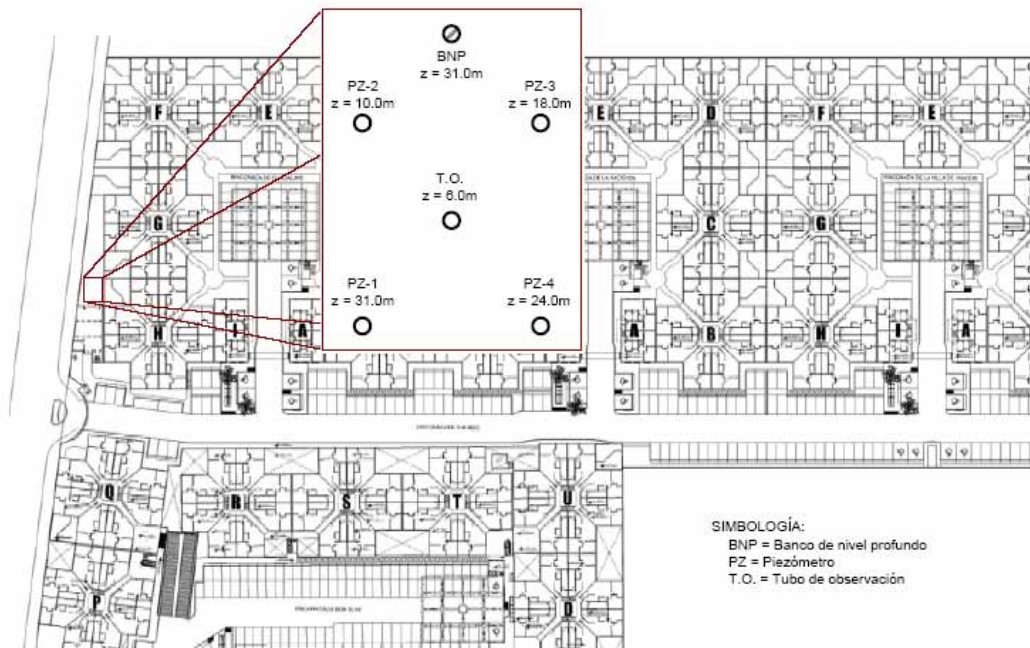 BNP
z = 31.0m
PZ-2
z = 10.0m
PZ-3
z = 18.0m
T.O.
z = 6.0m
PZ-1
z = 31.0m
PZ-4
z = 24.0m
F
E
E
D
F
E
G
C
G
H
I
A
A
B
H
I
A
Q
R
S
T
U
P
D
SIMBOLOGÍA:
BNP = Banco de nivel profundo
PZ = Piezómetro
T.O. = Tubo de observación